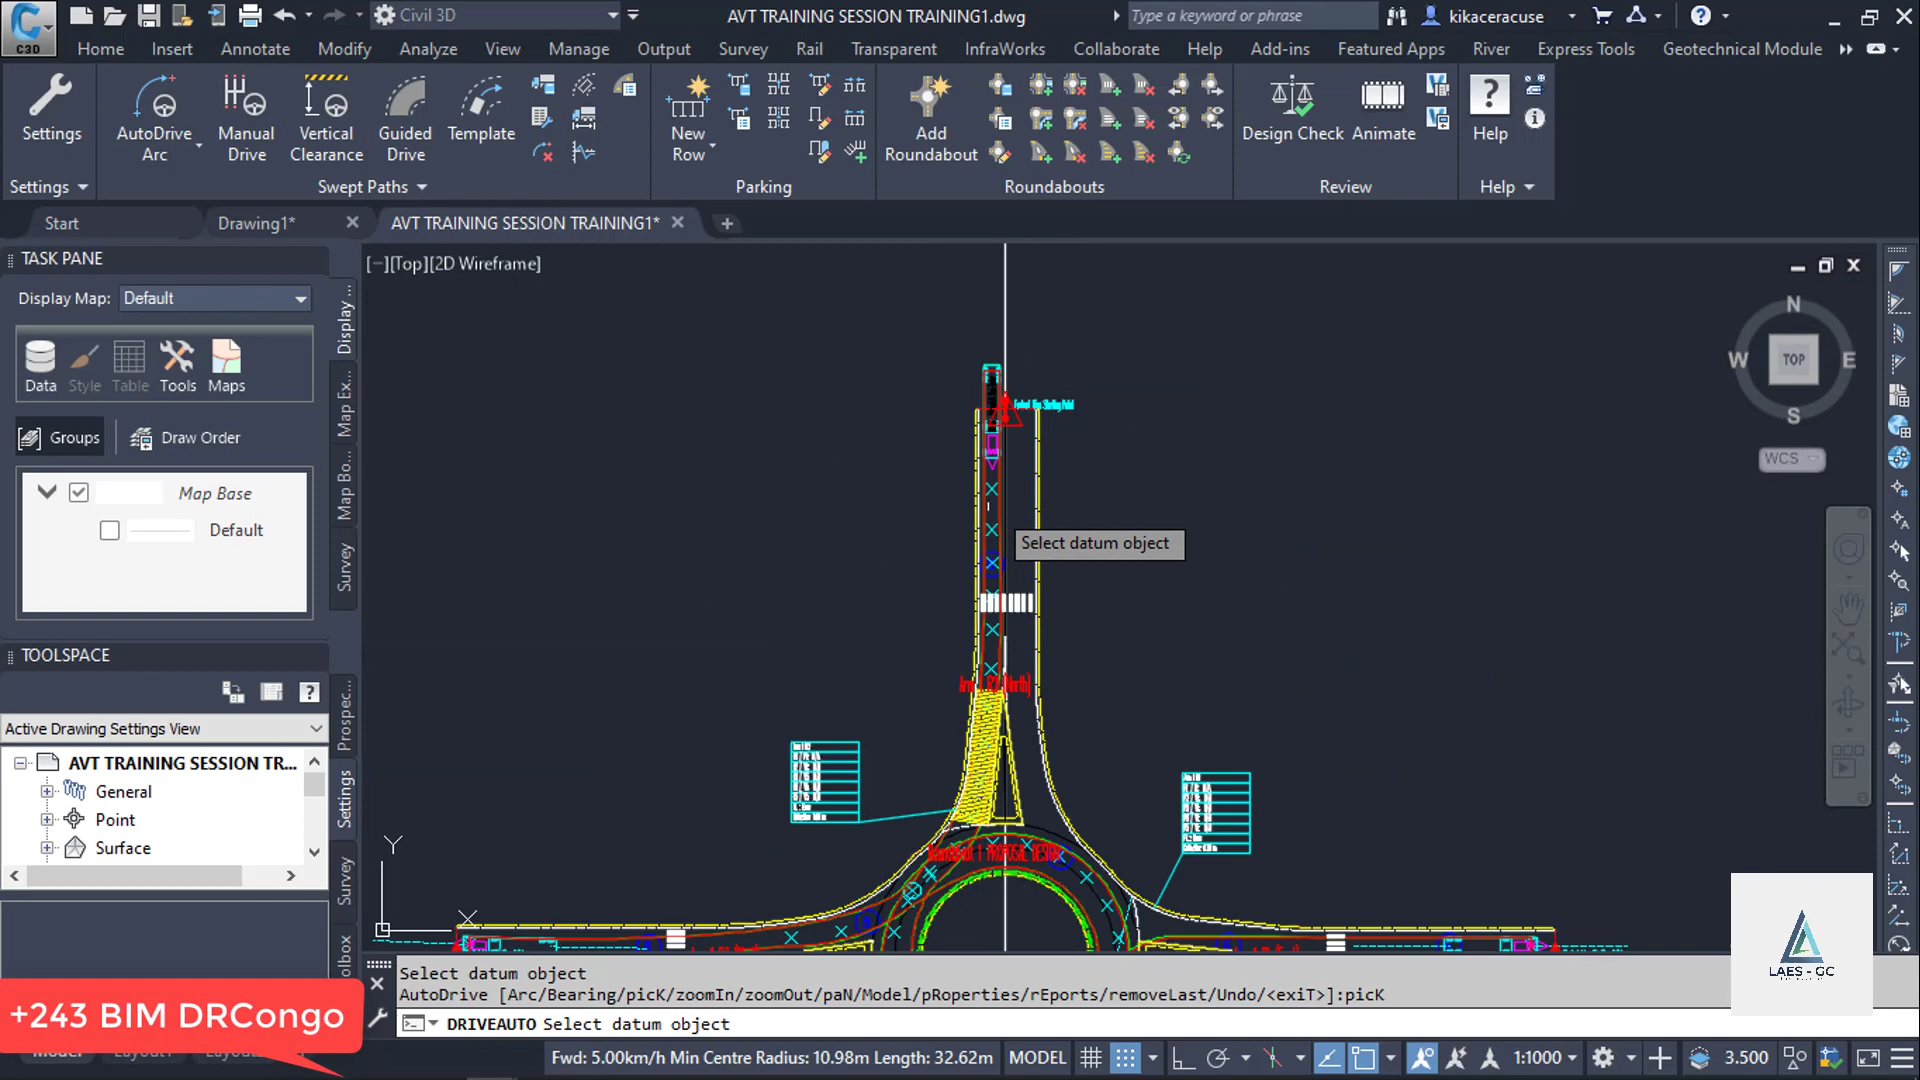 Civil 3D
AVT TRAINING SESSION TRAINING1.dwg
Type a keyword or phrase
kikaceracuse
C3D
Home Insert Annotate Modify Analyze View Manage Output Survey Rail Transparent InfraWorks Collaborate Help Add-ins Featured Apps River Express Tools Geotechnical Module
Settings
AutoDrive Arc
Manual Drive
Vertical Clearance
Guided Drive
Template
New Row
Add Roundabout
Design Check
Animate
Help
Settings
Swept Paths
Parking
Roundabouts
Review
Help
Start
Drawing1*
AVT TRAINING SESSION TRAINING1*
TASK PANE
[−][Top][2D Wireframe]
Display Map: Default
Data Style Table Tools Maps
Groups
Draw Order
Map Base
Default
Display ...
Map Ex...
Map Bo...
Survey
N
W TOP E
S
WCS
Select datum object
TOOLSPACE
Active Drawing Settings View
AVT TRAINING SESSION TR...
General
Point
Surface
Prospec...
Settings
Survey
Y
X
Select datum object
AutoDrive [Arc/Bearing/picK/zoomIn/zoomOut/paN/Model/pRoperties/rEports/removeLast/Undo/<exiT>]:picK
DRIVEAUTO Select datum object
+243 BIM DRCongo
LAES - GC
Fwd: 5.00km/h Min Centre Radius: 10.98m Length: 32.62m MODEL
1:1000
3.500